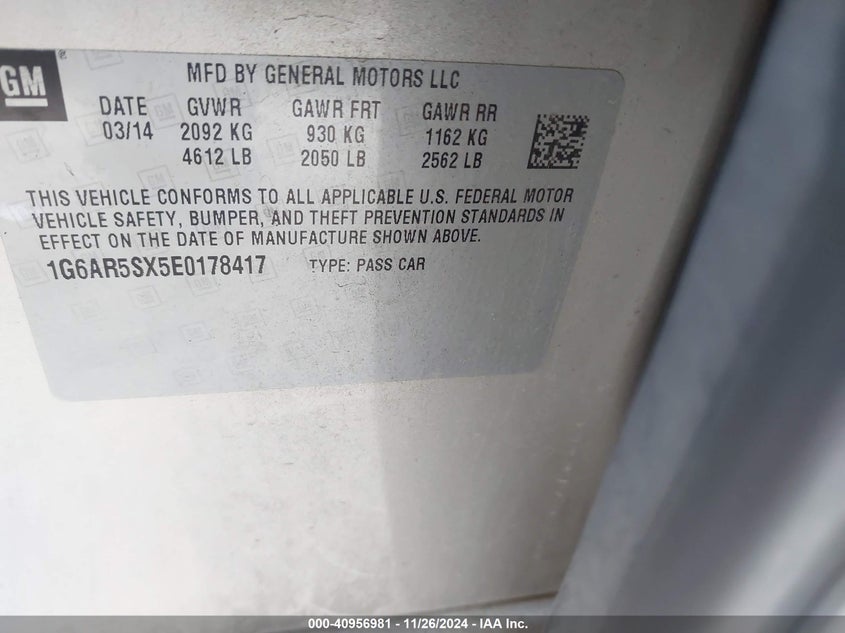 GM®
MFD BY GENERAL MOTORS LLC
DATE GVWR GAWR FRT GAWR RR
03/14 2092 KG 930 KG 1162 KG
4612 LB 2050 LB 2562 LB
THIS VEHICLE CONFORMS TO ALL APPLICABLE U.S. FEDERAL MOTOR
VEHICLE SAFETY, BUMPER, AND THEFT PREVENTION STANDARDS IN
EFFECT ON THE DATE OF MANUFACTURE SHOWN ABOVE.
1G6AR5SX5E0178417 TYPE: PASS CAR
000-40956981 - 11/26/2024 - IAA Inc.